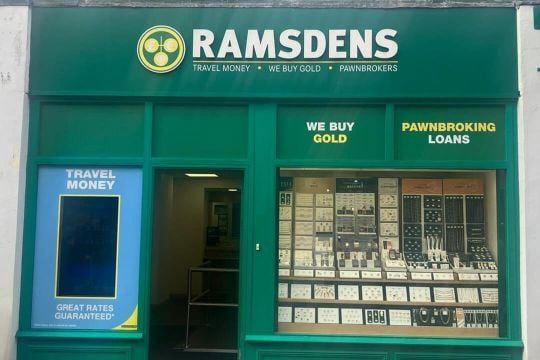 RAMSDENS
TRAVEL MONEY • WE BUY GOLD • PAWNBROKERS
WE BUY
GOLD
PAWNBROKING
LOANS
TRAVEL
MONEY
GREAT RATES
GUARANTEED*